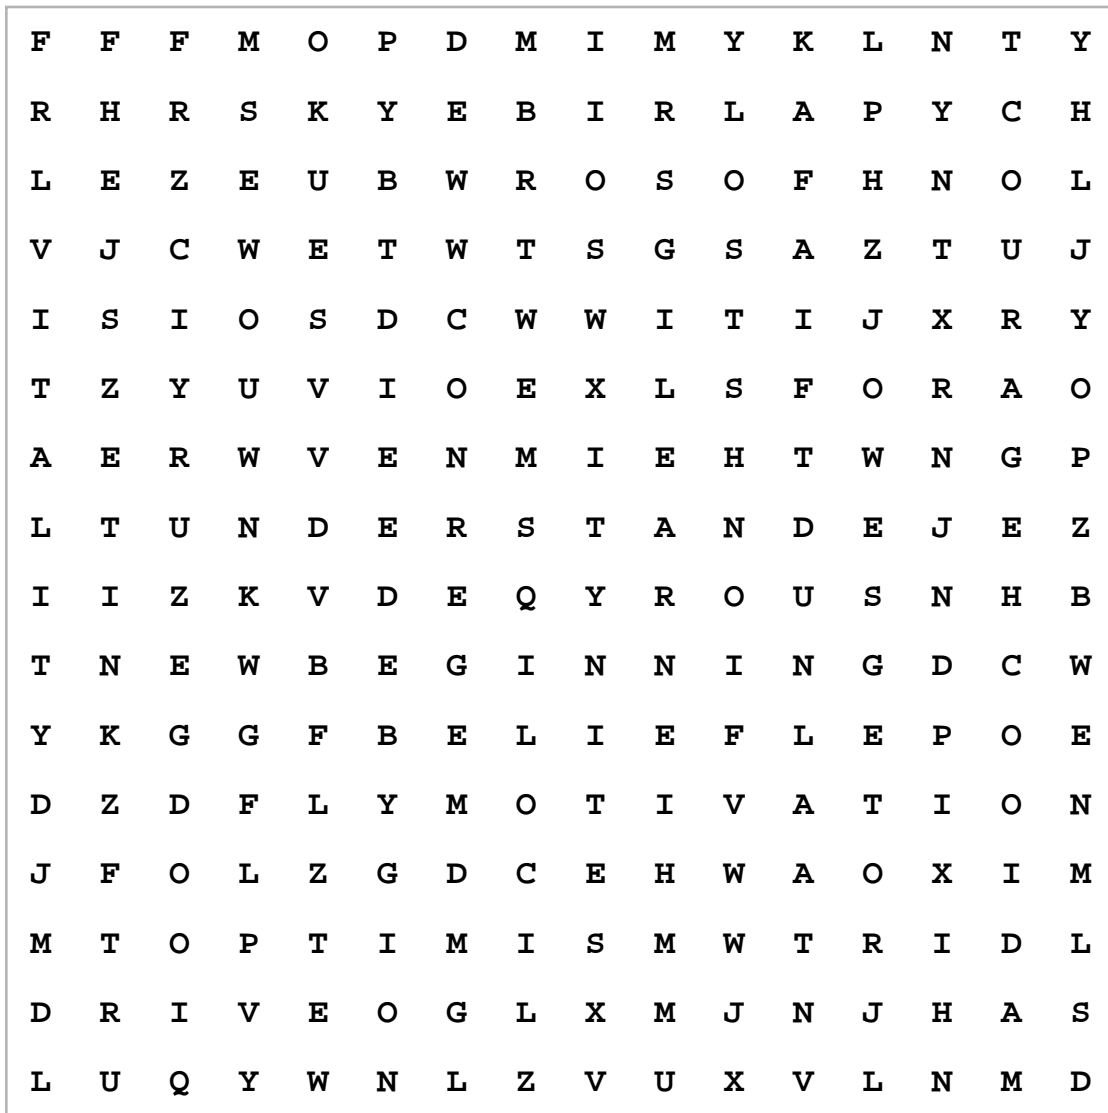 F F F M O P D M I M Y K L N T Y
R H R S K Y E B I R L A P Y C H
L E Z E U B W R O S O F H N O L
V J C W E T W T S G S A Z T U J
I S I O S D C W W I T I J X R Y
T Z Y U V I O E X L S F O R A O
A E R W V E N M I E H T W N G P
L T U N D E R S T A N D E J E Z
I I Z K V D E Q Y R O U S N H B
T N E W B E G I N N I N G D C W
Y K G G F B E L I E F L E P O E
D Z D F L Y M O T I V A T I O N
J F O L Z G D C E H W A O X I M
M T O P T I M I S M W T R I D L
D R I V E O G L X M J N J H A S
L U Q Y W N L Z V U X V L N M D